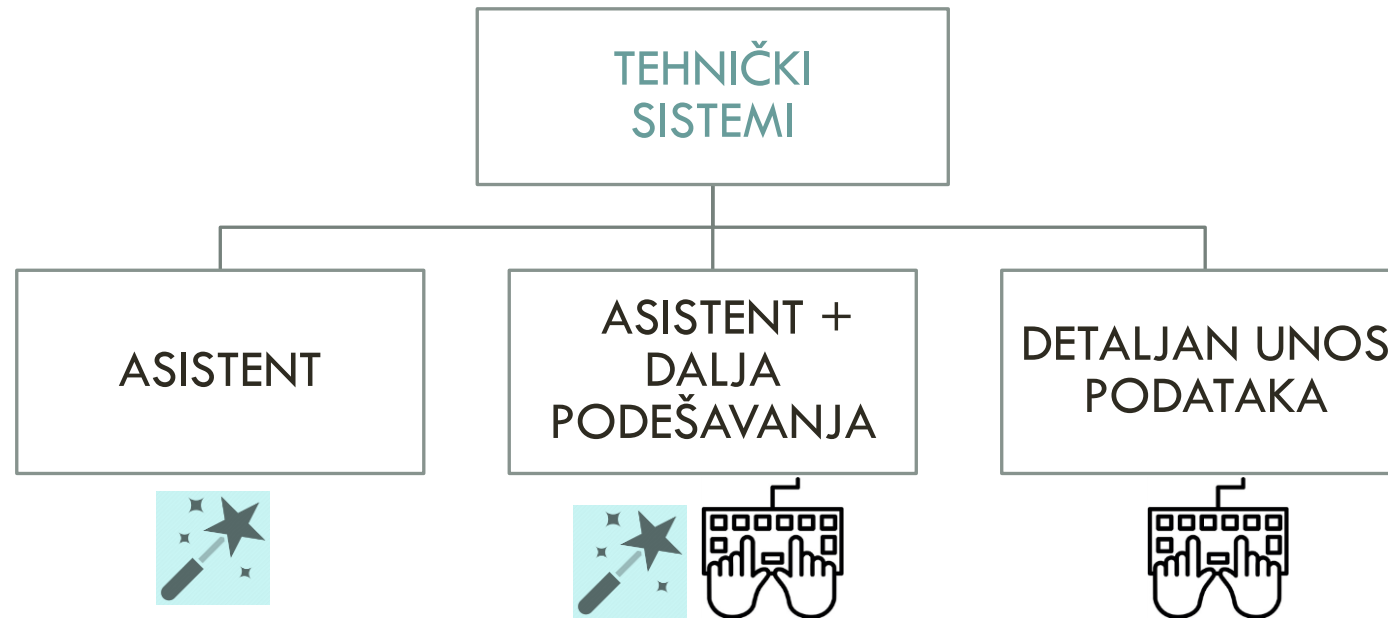 TEHNIČKI
SISTEMI
ASISTENT
ASISTENT +
DALJA
PODEŠAVANJA
DETALJAN UNOS
PODATAKA